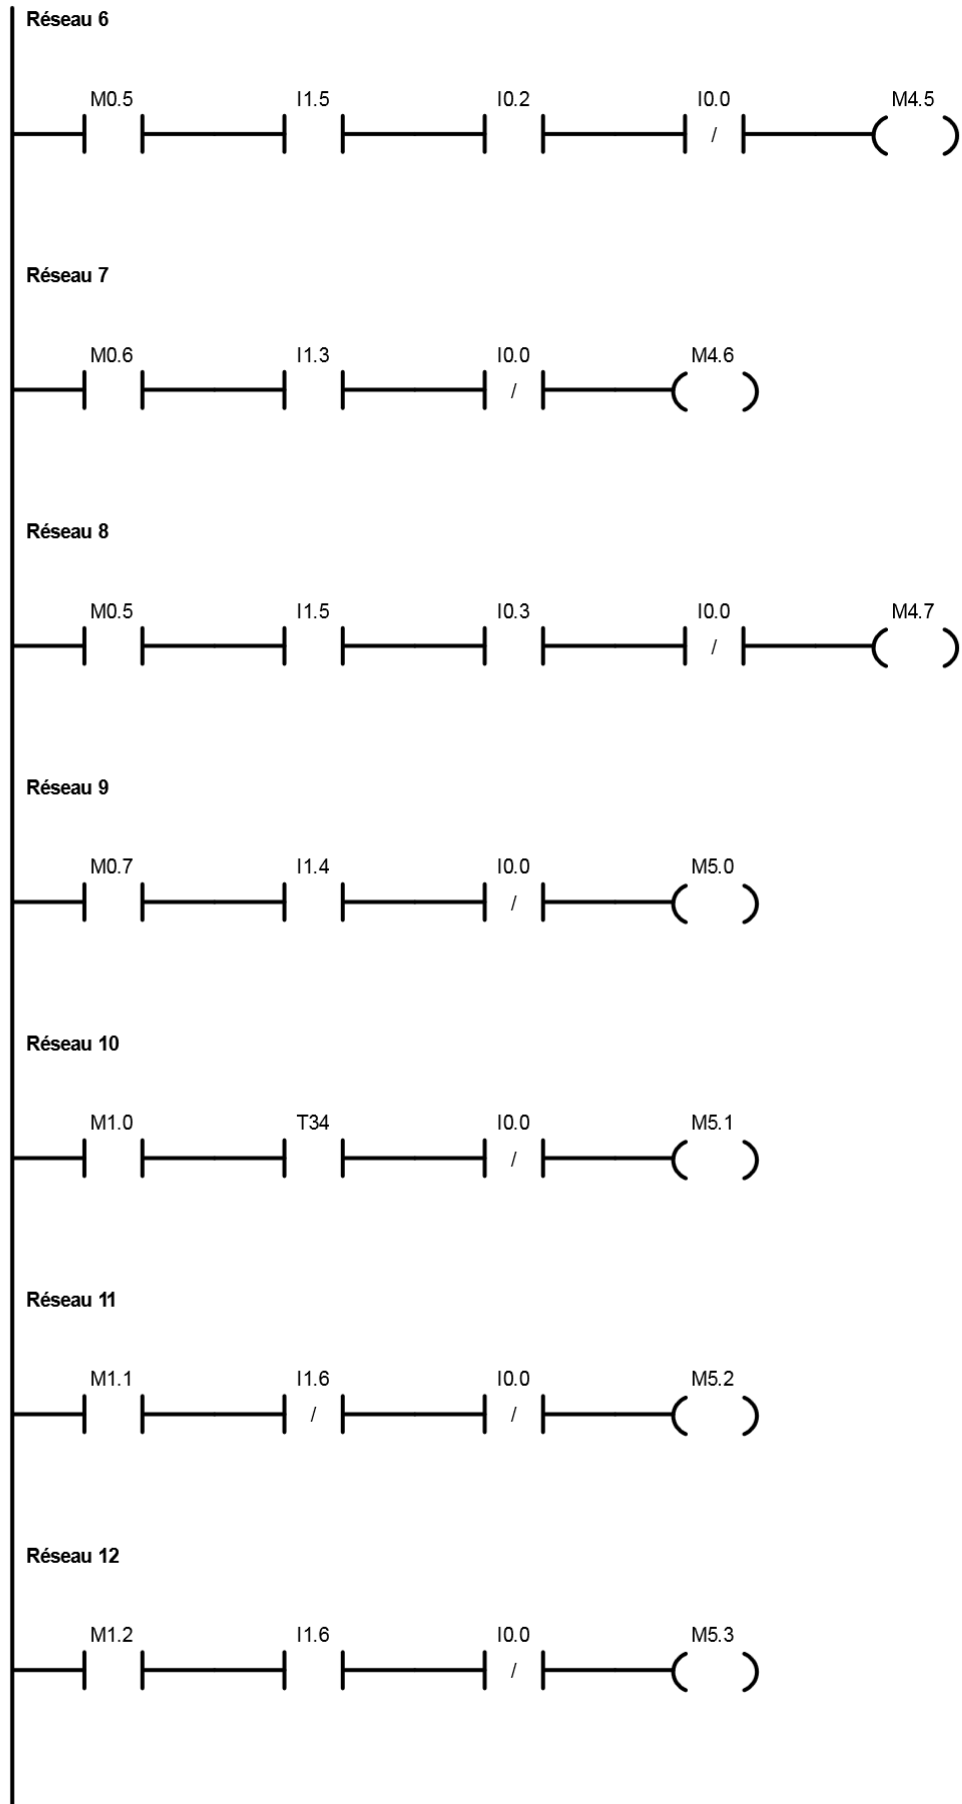 Réseau 6
M0.5 I1.5 I0.2 I0.0 M4.5
/
Réseau 7
M0.6 I1.3 I0.0 M4.6
/
Réseau 8
M0.5 I1.5 I0.3 I0.0 M4.7
/
Réseau 9
M0.7 I1.4 I0.0 M5.0
/
Réseau 10
M1.0 T34 I0.0 M5.1
/
Réseau 11
M1.1 I1.6 I0.0 M5.2
/ /
Réseau 12
M1.2 I1.6 I0.0 M5.3
/